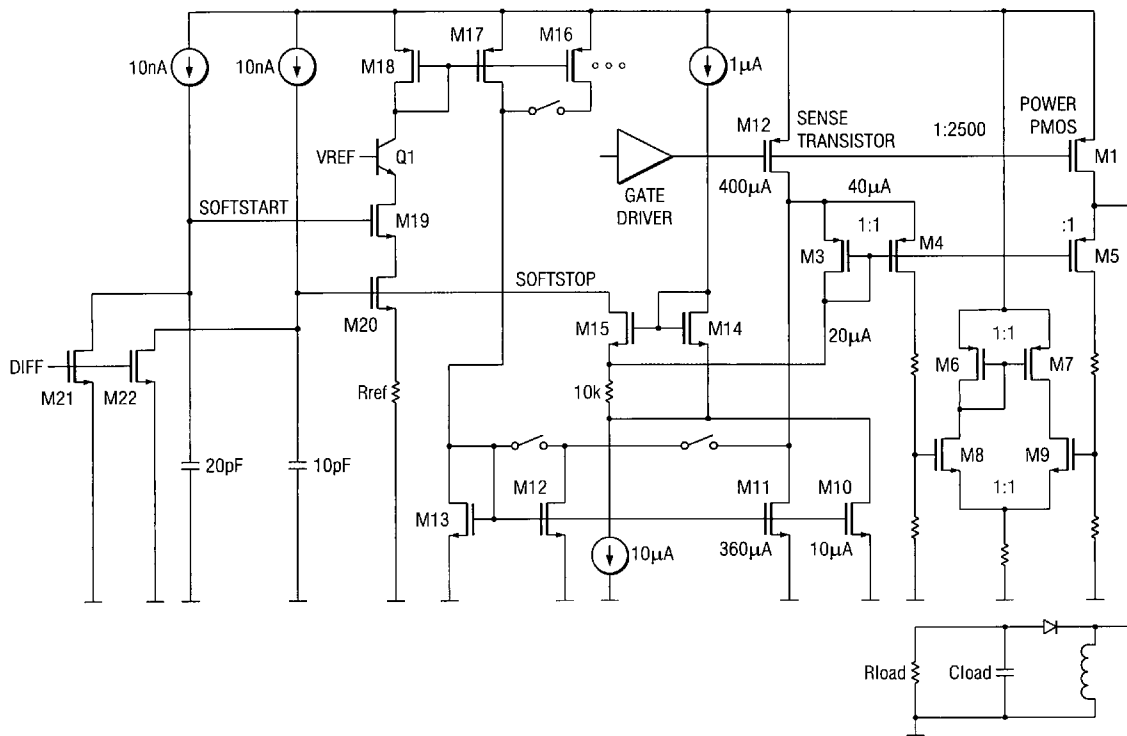 10nA
10nA
M18
M17
M16
1µA
VREF
Q1
SOFTSTART
M19
M20
SOFTSTOP
GATE
DRIVER
M12
SENSE
TRANSISTOR
1:2500
POWER
PMOS
M1
400µA
40µA
M3
1:1
M4
:1
M5
M15
M14
20µA
DIFF
M21
M22
Rref
10k
M6
1:1
M7
20pF
10pF
M13
M12
10µA
M11
360µA
M10
10µA
M8
1:1
M9
Rload
Cload